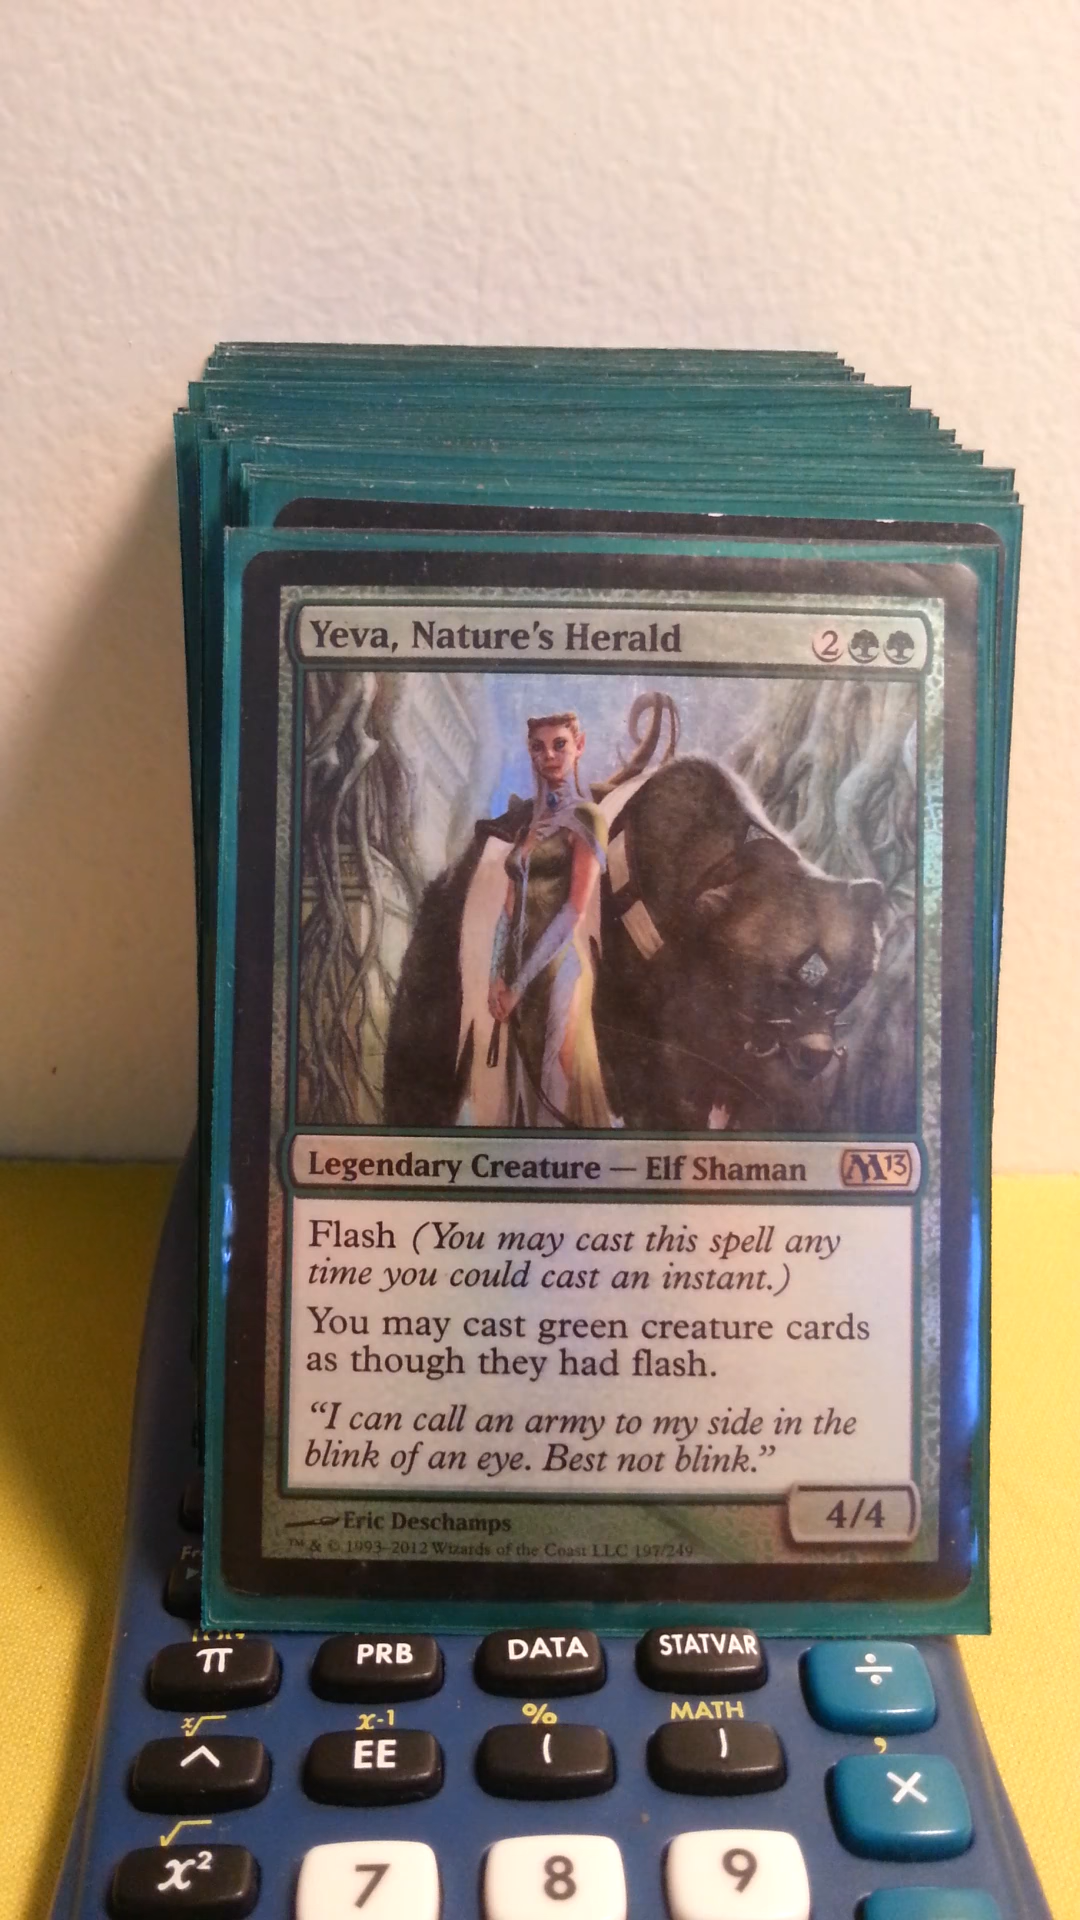 Yeva, Nature's Herald 2
Legendary Creature — Elf Shaman M13
Flash (You may cast this spell any
time you could cast an instant.)
You may cast green creature cards
as though they had flash.
"I can call an army to my side in the
blink of an eye. Best not blink."
4/4
Eric Deschamps
™ & © 1993–2012 Wizards of the Coast LLC 197/249
LOG
π PRB DATA STATVAR ÷
x√ x-1 % MATH ,
^ EE ( ) ×
√
x² 7 8 9